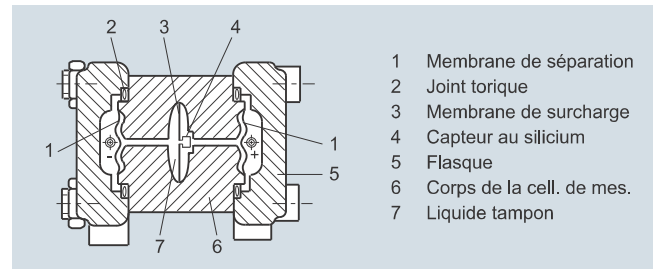 2 3 4
1 - + 1
5
7 6
1 Membrane de séparation
2 Joint torique
3 Membrane de surcharge
4 Capteur au silicium
5 Flasque
6 Corps de la cell. de mes.
7 Liquide tampon